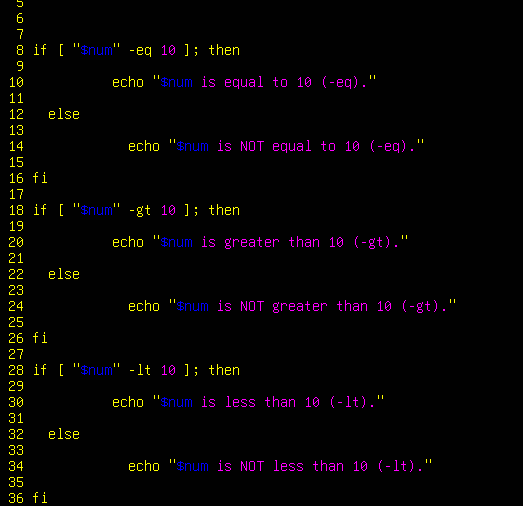 5
6
7
8 if [ "$num" -eq 10 ]; then
9
10 echo "$num is equal to 10 (-eq)."
11
12 else
13
14 echo "$num is NOT equal to 10 (-eq)."
15
16 fi
17
18 if [ "$num" -gt 10 ]; then
19
20 echo "$num is greater than 10 (-gt)."
21
22 else
23
24 echo "$num is NOT greater than 10 (-gt)."
25
26 fi
27
28 if [ "$num" -lt 10 ]; then
29
30 echo "$num is less than 10 (-lt)."
31
32 else
33
34 echo "$num is NOT less than 10 (-lt)."
35
36 fi